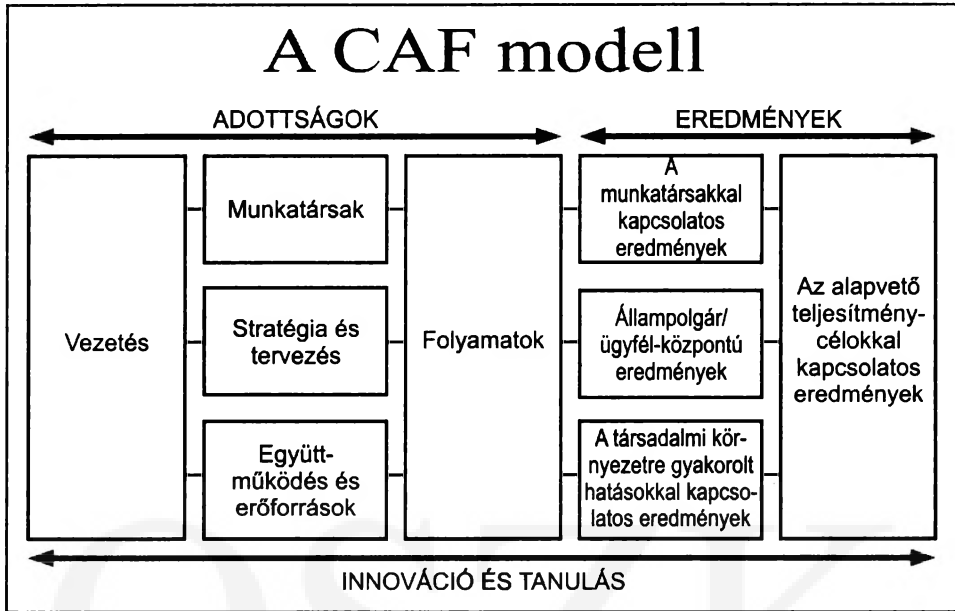 A CAF modell
ADOTTSÁGOK
EREDMÉNYEK
Vezetés
Munkatársak
Stratégia és
tervezés
Együtt-
működés és
erőforrások
Folyamatok
A
munkatársakkal
kapcsolatos
eredmények
Állampolgár/
ügyfél-központú
eredmények
A társadalmi kör-
nyezetre gyakorolt
hatásokkal kapcso-
latos eredmények
Az alapvető
teljesítmény-
célokkal
kapcsolatos
eredmények
INNOVÁCIÓ ÉS TANULÁS
OSZK